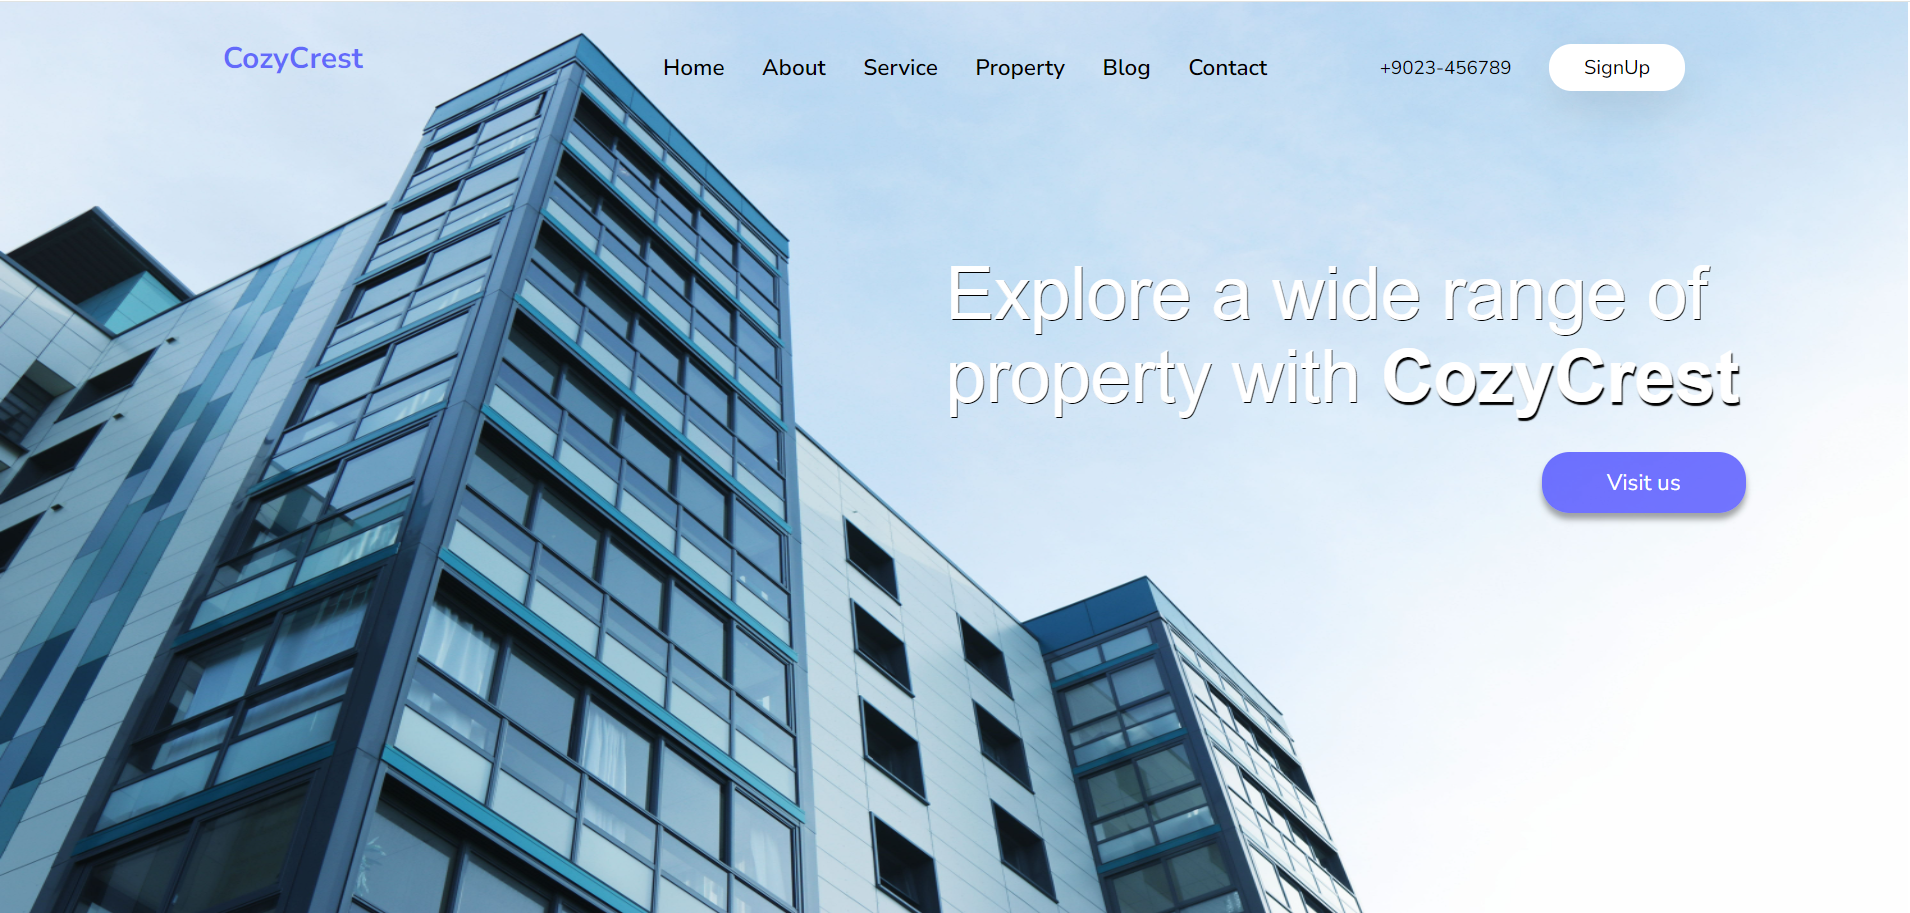 CozyCrest
Home About Service Property Blog Contact
+9023-456789
SignUp
Explore a wide range of
property with CozyCrest
Visit us